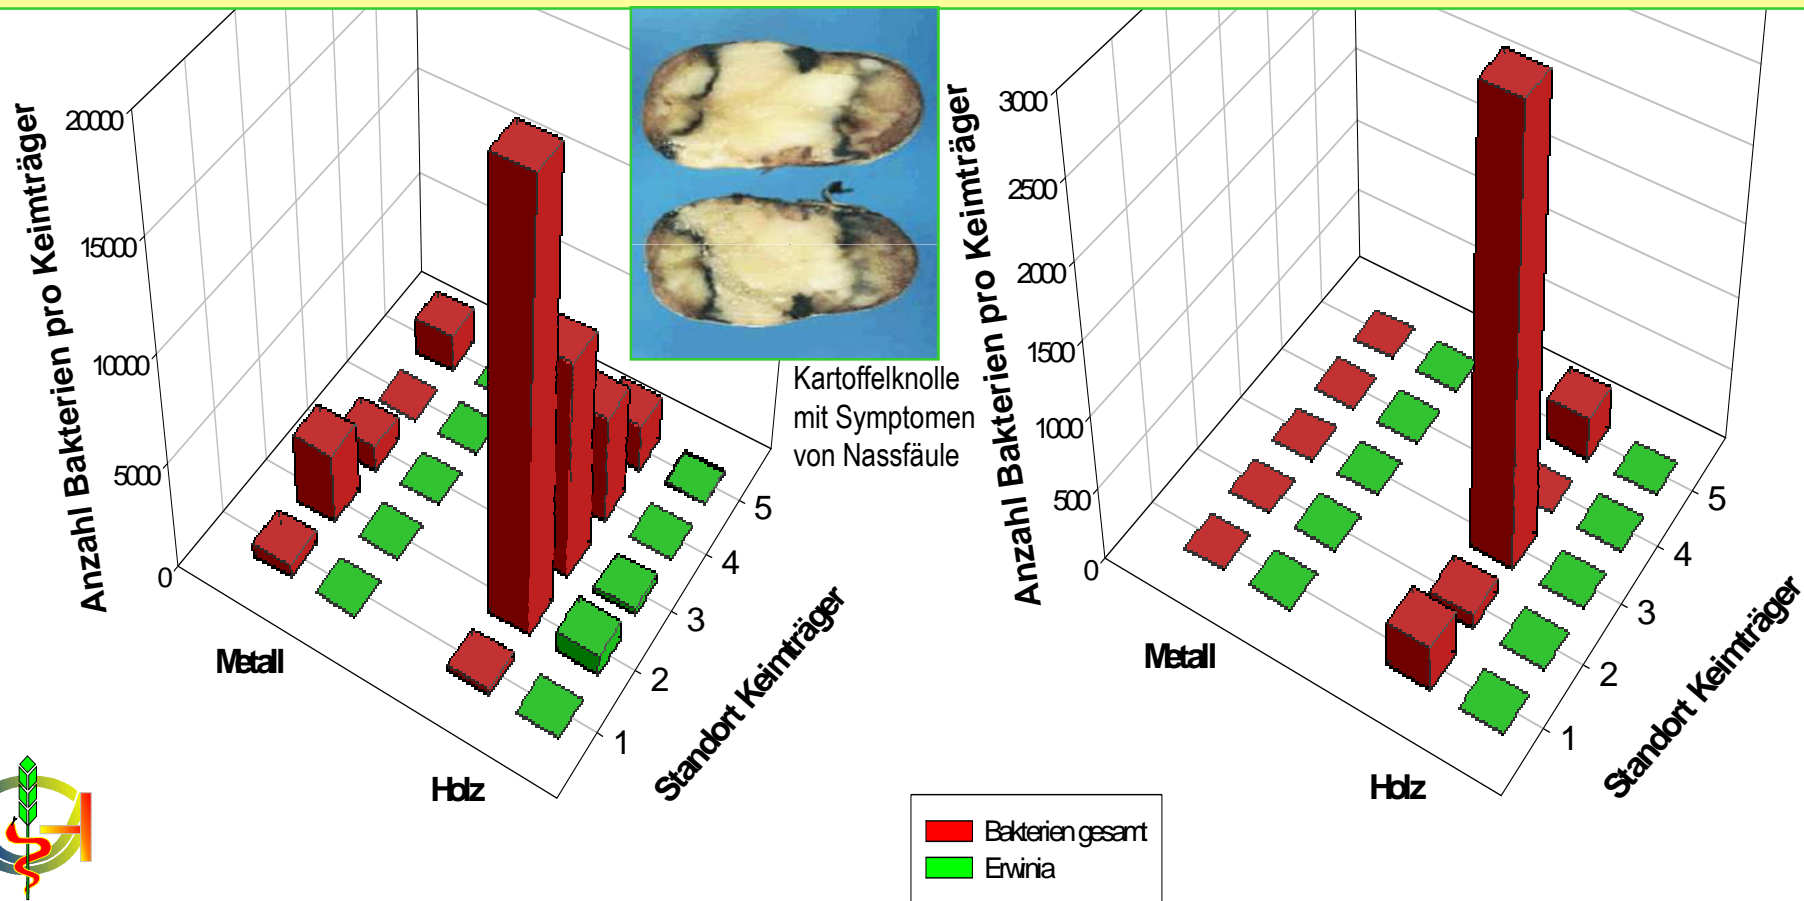 Anzahl Bakterien pro Keimträger
20000
15000
10000
5000
0
Metall
Holz
1
2
3
4
5
Standort Keimträger
Kartoffelknolle
mit Symptomen
von Nassfäule
Anzahl Bakterien pro Keimträger
3000
2500
2000
1500
1000
500
0
Metall
Holz
1
2
3
4
5
Standort Keimträger
Bakterien gesamt
Erwinia